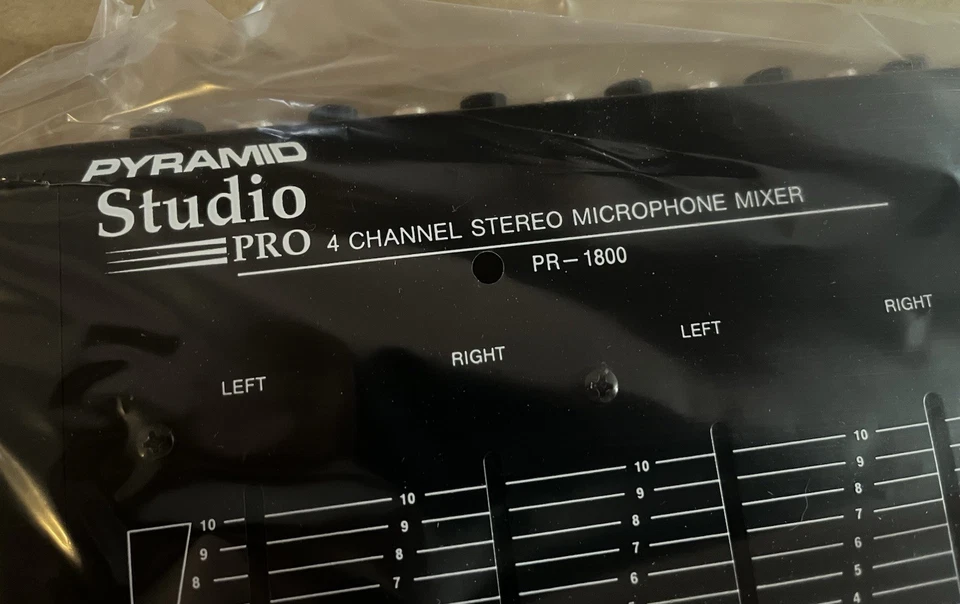 PYRAMID
Studio
PRO 4 CHANNEL STEREO MICROPHONE MIXER
PR-1800
LEFT RIGHT LEFT RIGHT
10 10 10 10
9 9 9 9
8 8 8 8
7 7 7
6 6
5
4